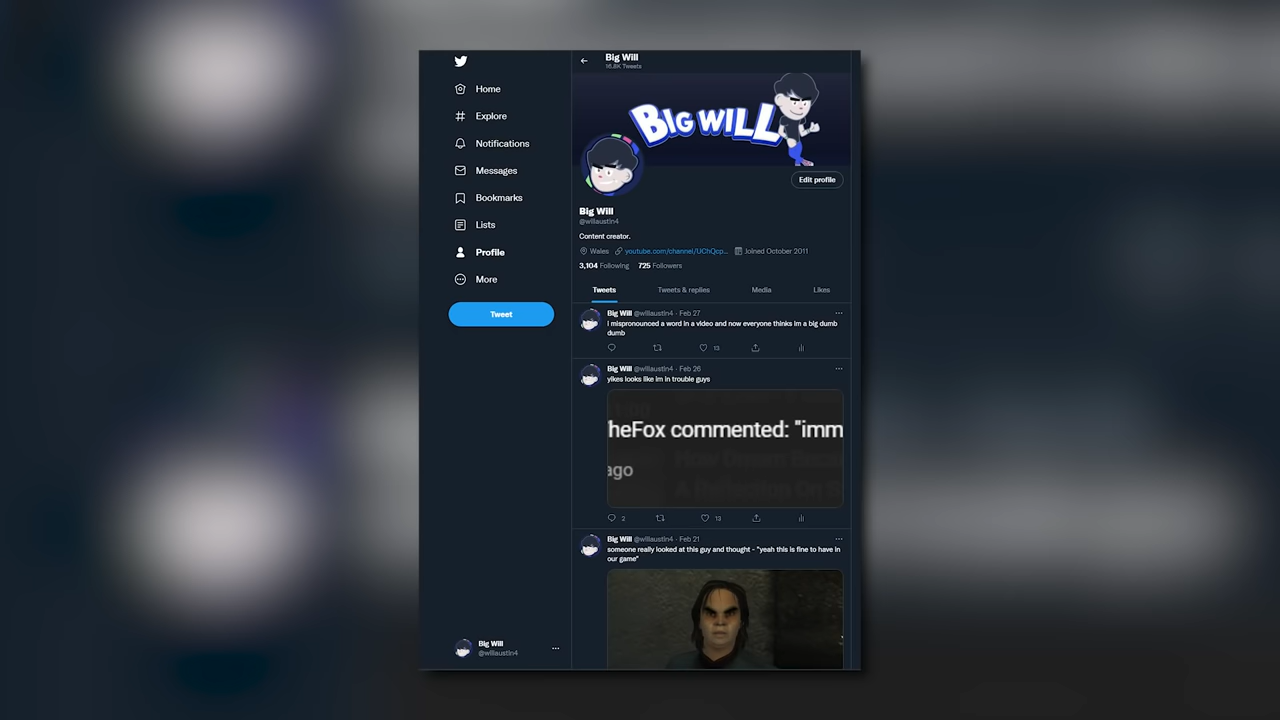 Big Will
16.8K Tweets
Home
Explore
Notifications
Messages
Bookmarks
Lists
Profile
More
Tweet
Big Will
@willaustin4
BIG WILL
Edit profile
Big Will
@willaustin4
Content creator.
Wales youtube.com/channel/UChQcp... Joined October 2011
3,104 Following 725 Followers
Tweets Tweets & replies Media Likes
Big Will @willaustin4 · Feb 27
i mispronounced a word in a video and now everyone thinks im a big dumb
dumb
Big Will @willaustin4 · Feb 26
yikes looks like im in trouble guys
heFox commented: "imm
ago
2 13
Big Will @willaustin4 · Feb 21
someone really looked at this guy and thought - "yeah this is fine to have in
our game"